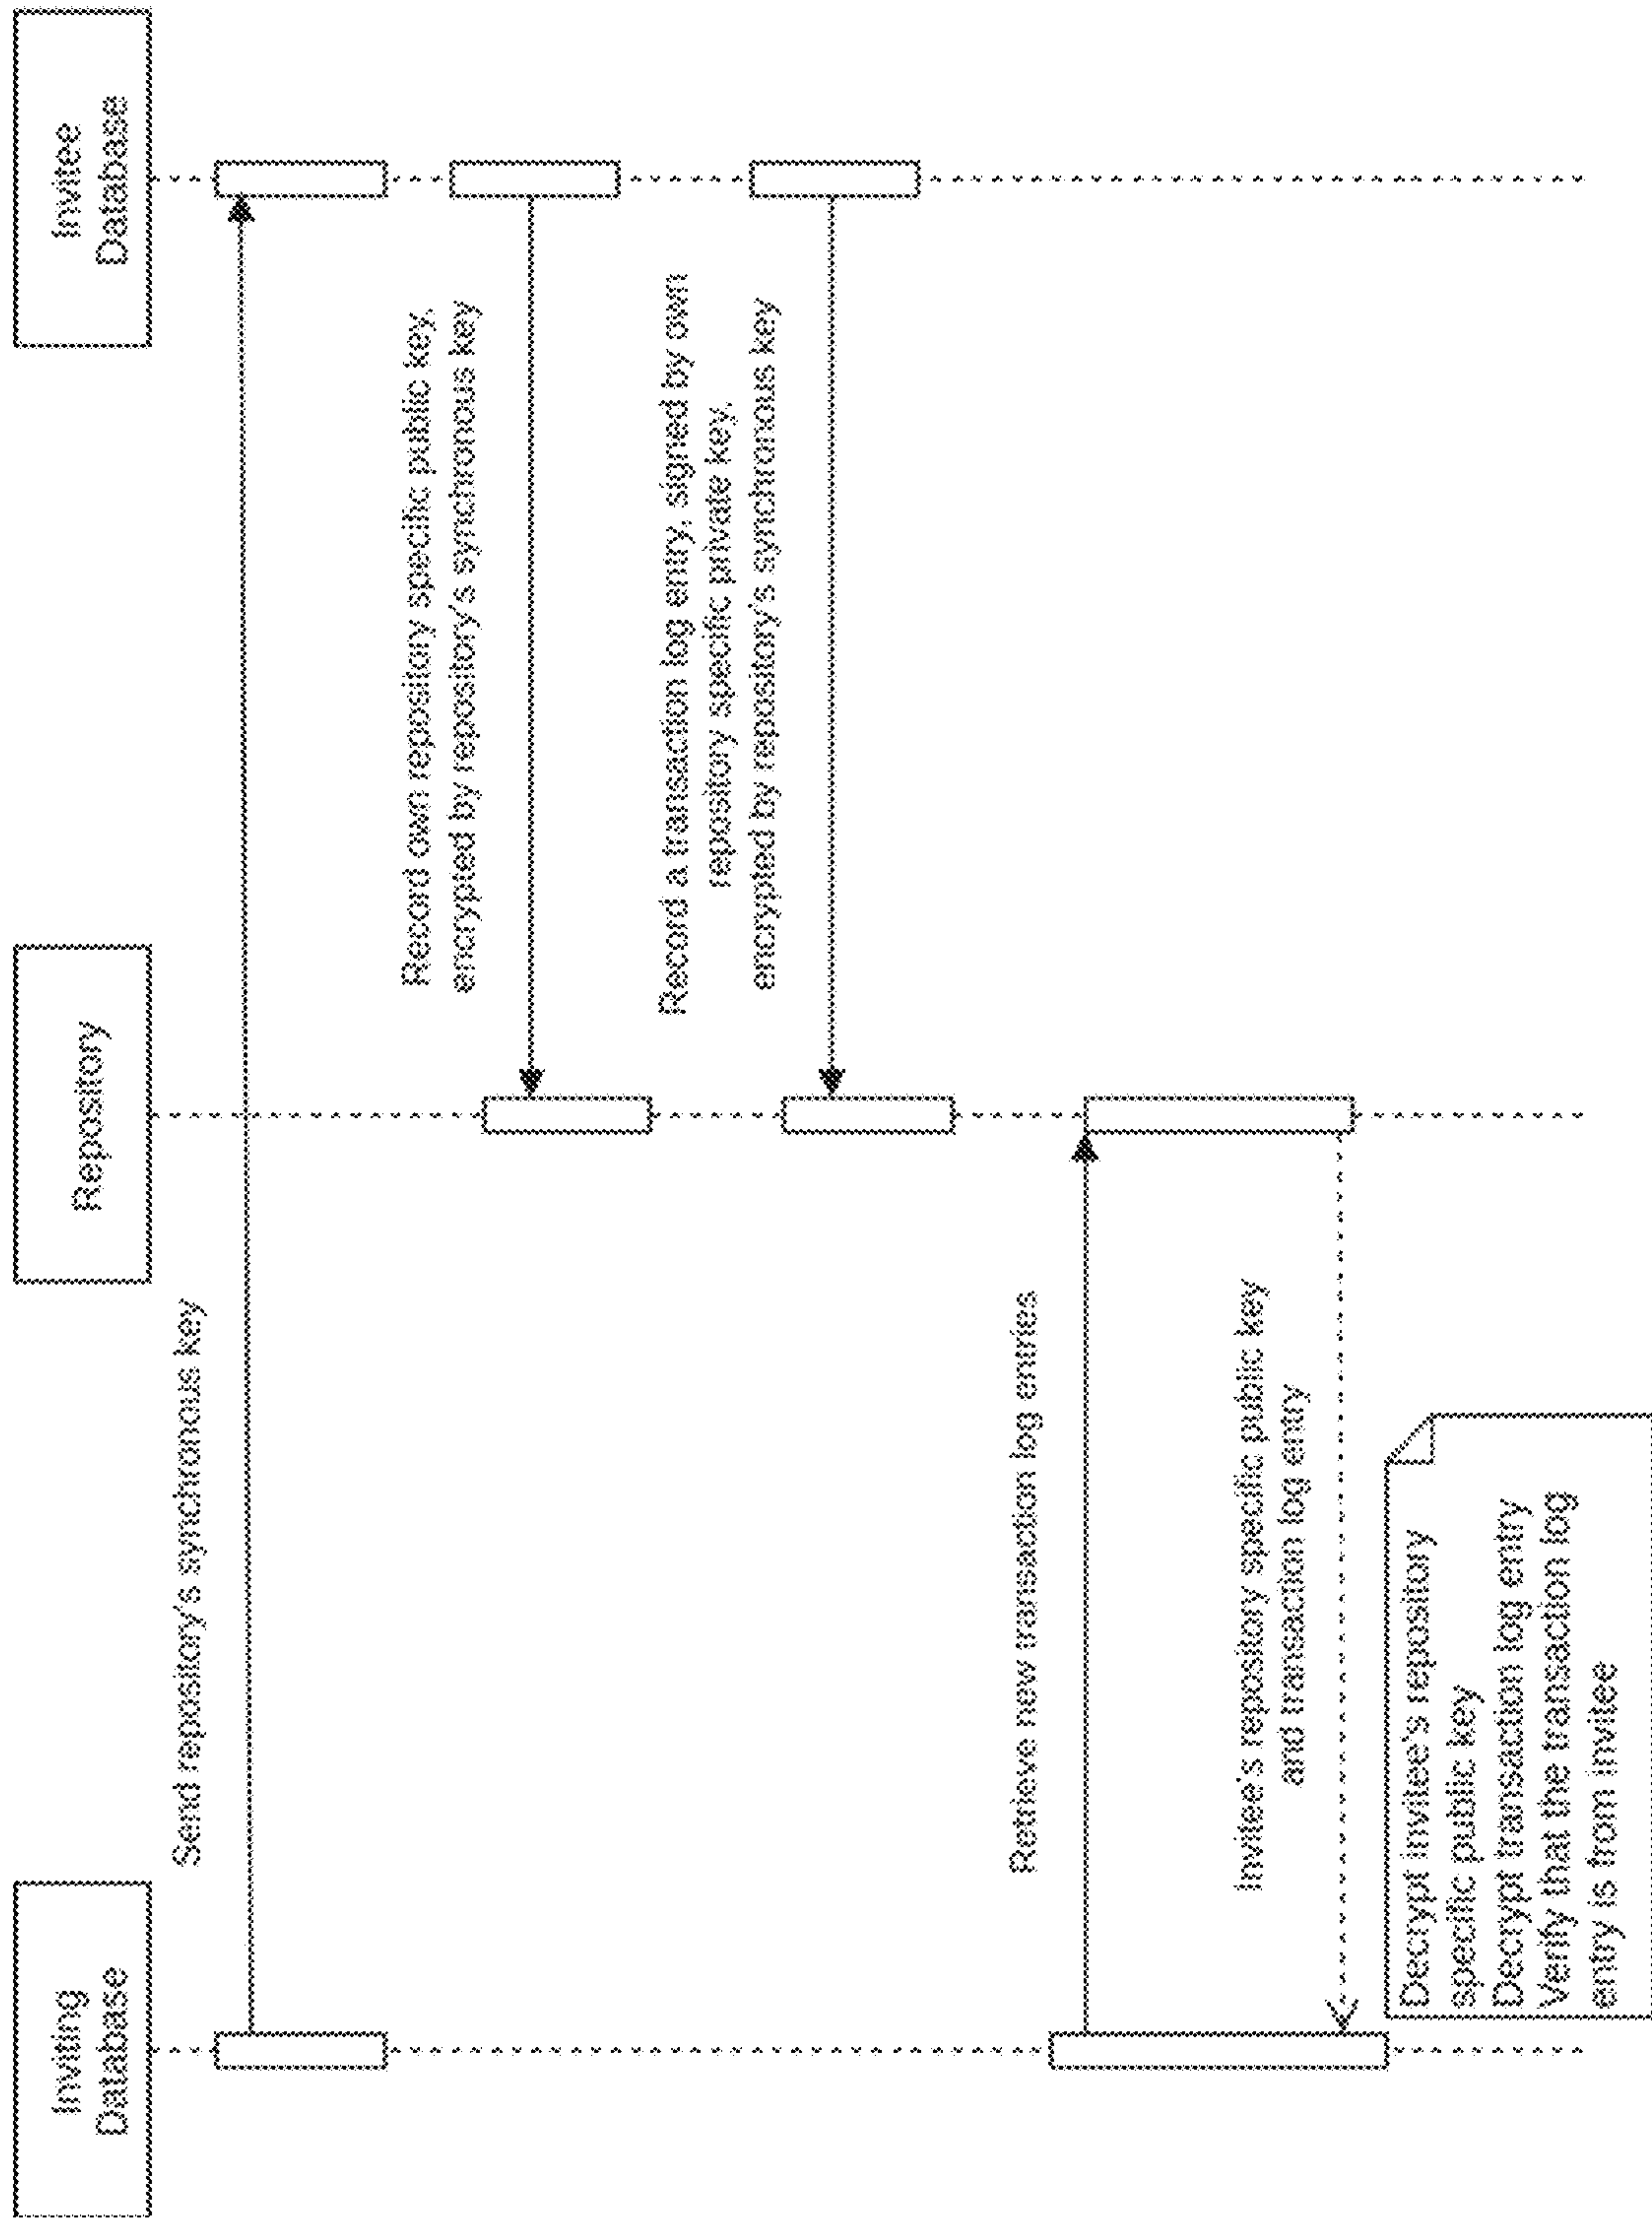 Inviting
Database
Repository
Invitee
Database
Send repository's synchronous key
Record own repository specific public key,
encrypted by repository's synchronous key
Record a transaction log entry, signed by own
repository specific private key,
encrypted by repository's synchronous key
Retrieve new transaction log entries
Invitee's repository specific public key
and transaction log entry
Decrypt invitee's repository
specific public key
Decrypt transaction log entry
Verify that the transaction log
entry is from invitee